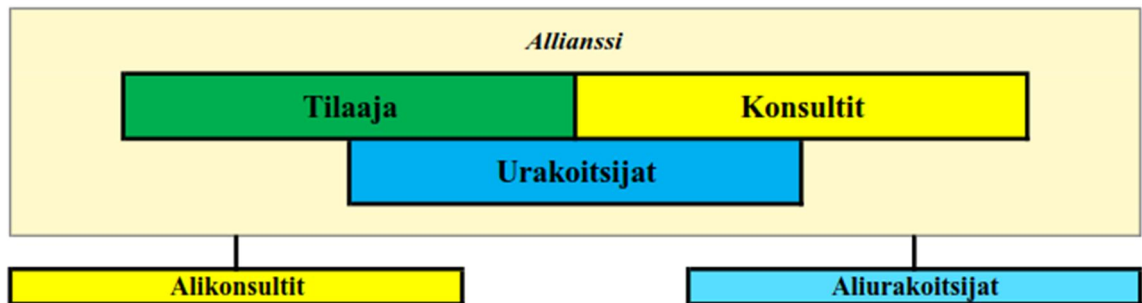 Allianssi
Tilaaja
Konsultit
Urakoitsijat
Alikonsultit
Aliurakoitsijat